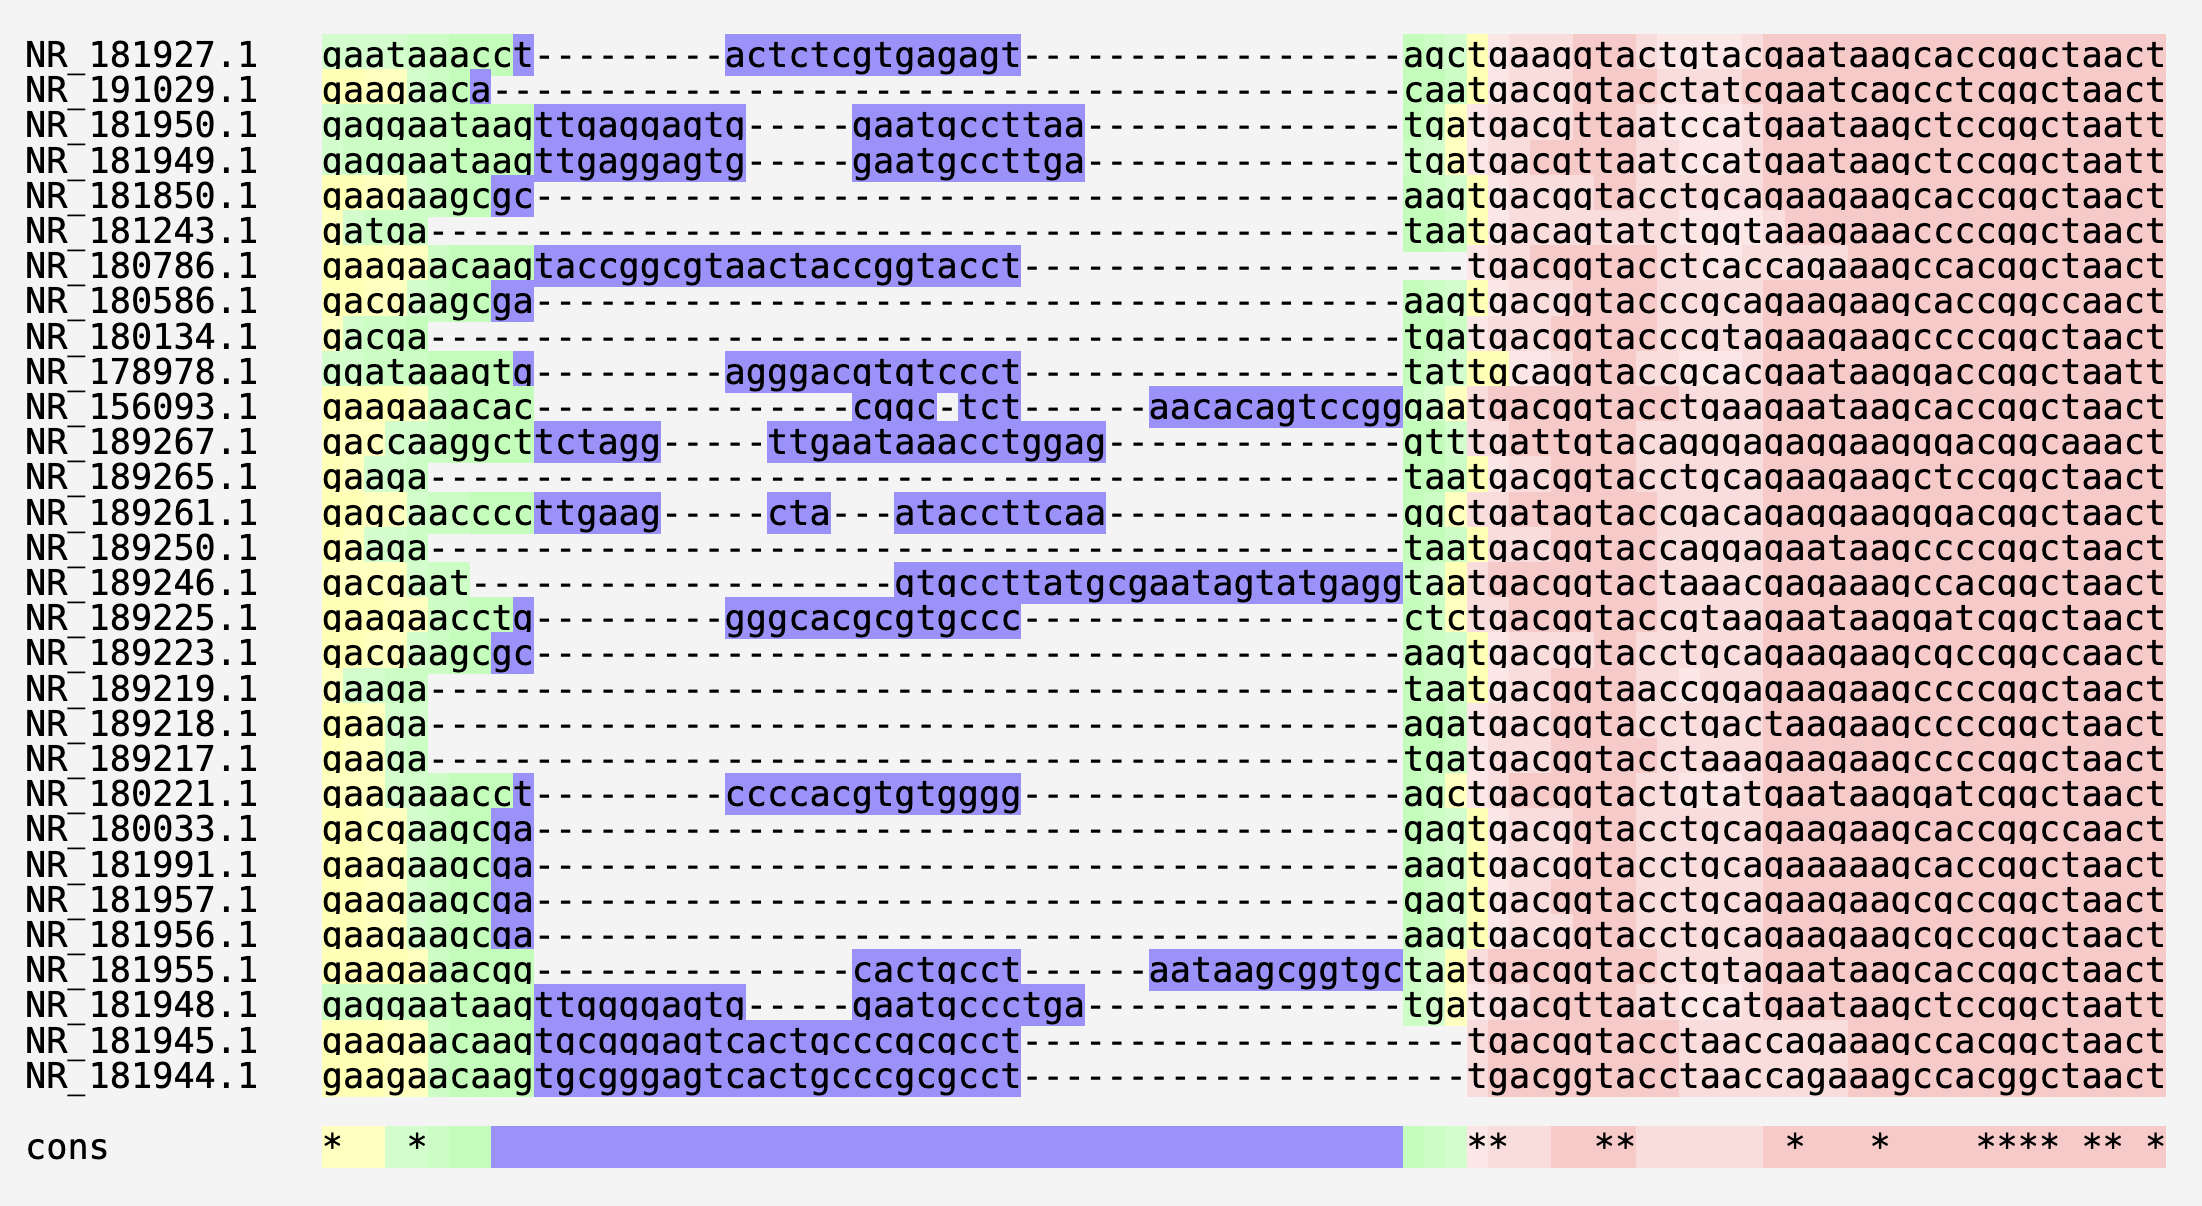 NR_181927.1   gaataaacct---------actctcgtgagagt------------------agctgaaggtactgtacgaataagcaccggctaact
NR_191029.1   gaagaaca-------------------------------------------caatgacggtacctatcgaatcagcctcggctaact
NR_181950.1   gaggaataagttgaggagtg-----gaatgccttaa---------------tgatgacgttaatccatgaataagctccggctaatt
NR_181949.1   gaggaataagttgaggagtg-----gaatgccttga---------------tgatgacgttaatccatgaataagctccggctaatt
NR_181850.1   gaagaagcgc-----------------------------------------aagtgacggtacctgcagaagaagcaccggctaact
NR_181243.1   gatga----------------------------------------------taatgacagtatctggtaaagaaaccccggctaact
NR_180786.1   gaagaacaagtaccggcgtaactaccggtacct---------------------tgacggtacctcaccagaaagccacggctaact
NR_180586.1   gacgaagcga-----------------------------------------aagtgacggtacccgcagaagaagcaccggccaact
NR_180134.1   gacga----------------------------------------------tgatgacggtacccgtagaagaagccccggctaact
NR_178978.1   ggataaagtg---------agggacgtgtccct------------------tattgcaggtaccgcacgaataaggaccggctaatt
NR_156093.1   gaagaaacac---------------cggc-tct------aacacagtccgggaatgacggtacctgaagaataagcaccggctaact
NR_189267.1   gaccaaggcttctagg-----ttgaataaacctggag--------------gtttgattgtacagggagaggaagggacggcaaact
NR_189265.1   gaaga----------------------------------------------taatgacggtacctgcagaagaagctccggctaact
NR_189261.1   gagcaaccccttgaag-----cta---ataccttcaa--------------ggctgatagtaccgacagaggaagggacggctaact
NR_189250.1   gaaga----------------------------------------------taatgacggtaccaggagaataagccccggctaact
NR_189246.1   gacgaat--------------------gtgccttatgcgaatagtatgaggtaatgacggtactaaacgagaaagccacggctaact
NR_189225.1   gaagaacctg---------gggcacgcgtgccc------------------ctctgacggtaccgtaagaataaggatcggctaact
NR_189223.1   gacgaagcgc-----------------------------------------aagtgacggtacctgcagaagaagcgccggccaact
NR_189219.1   gaaga----------------------------------------------taatgacggtaaccggagaagaagccccggctaact
NR_189218.1   gaaga----------------------------------------------agatgacggtacctgactaagaagccccggctaact
NR_189217.1   gaaga----------------------------------------------tgatgacggtacctaaagaagaagccccggctaact
NR_180221.1   gaagaaacct---------ccccacgtgtgggg------------------agctgacggtactgtatgaataaggatcggctaact
NR_180033.1   gacgaagcga-----------------------------------------gagtgacggtacctgcagaagaagcaccggccaact
NR_181991.1   gaagaagcga-----------------------------------------aagtgacggtacctgcagaaaaagcaccggctaact
NR_181957.1   gaagaagcga-----------------------------------------gagtgacggtacctgcagaagaagcgccggctaact
NR_181956.1   gaagaagcga-----------------------------------------aagtgacggtacctgcagaagaagcgccggctaact
NR_181955.1   gaagaaacgg---------------cactgcct------aataagcggtgctaatgacggtacctgtagaataagcaccggctaact
NR_181948.1   gaggaataagttggggagtg-----gaatgccctga---------------tgatgacgttaatccatgaataagctccggctaatt
NR_181945.1   gaagaacaagtgcgggagtcactgcccgcgcct---------------------tgacggtacctaaccagaaagccacggctaact
NR_181944.1   gaagaacaagtgcgggagtcactgcccgcgcct---------------------tgacggtacctaaccagaaagccacggctaact
cons          *   *                                                 **    **       *   *    **** ** *